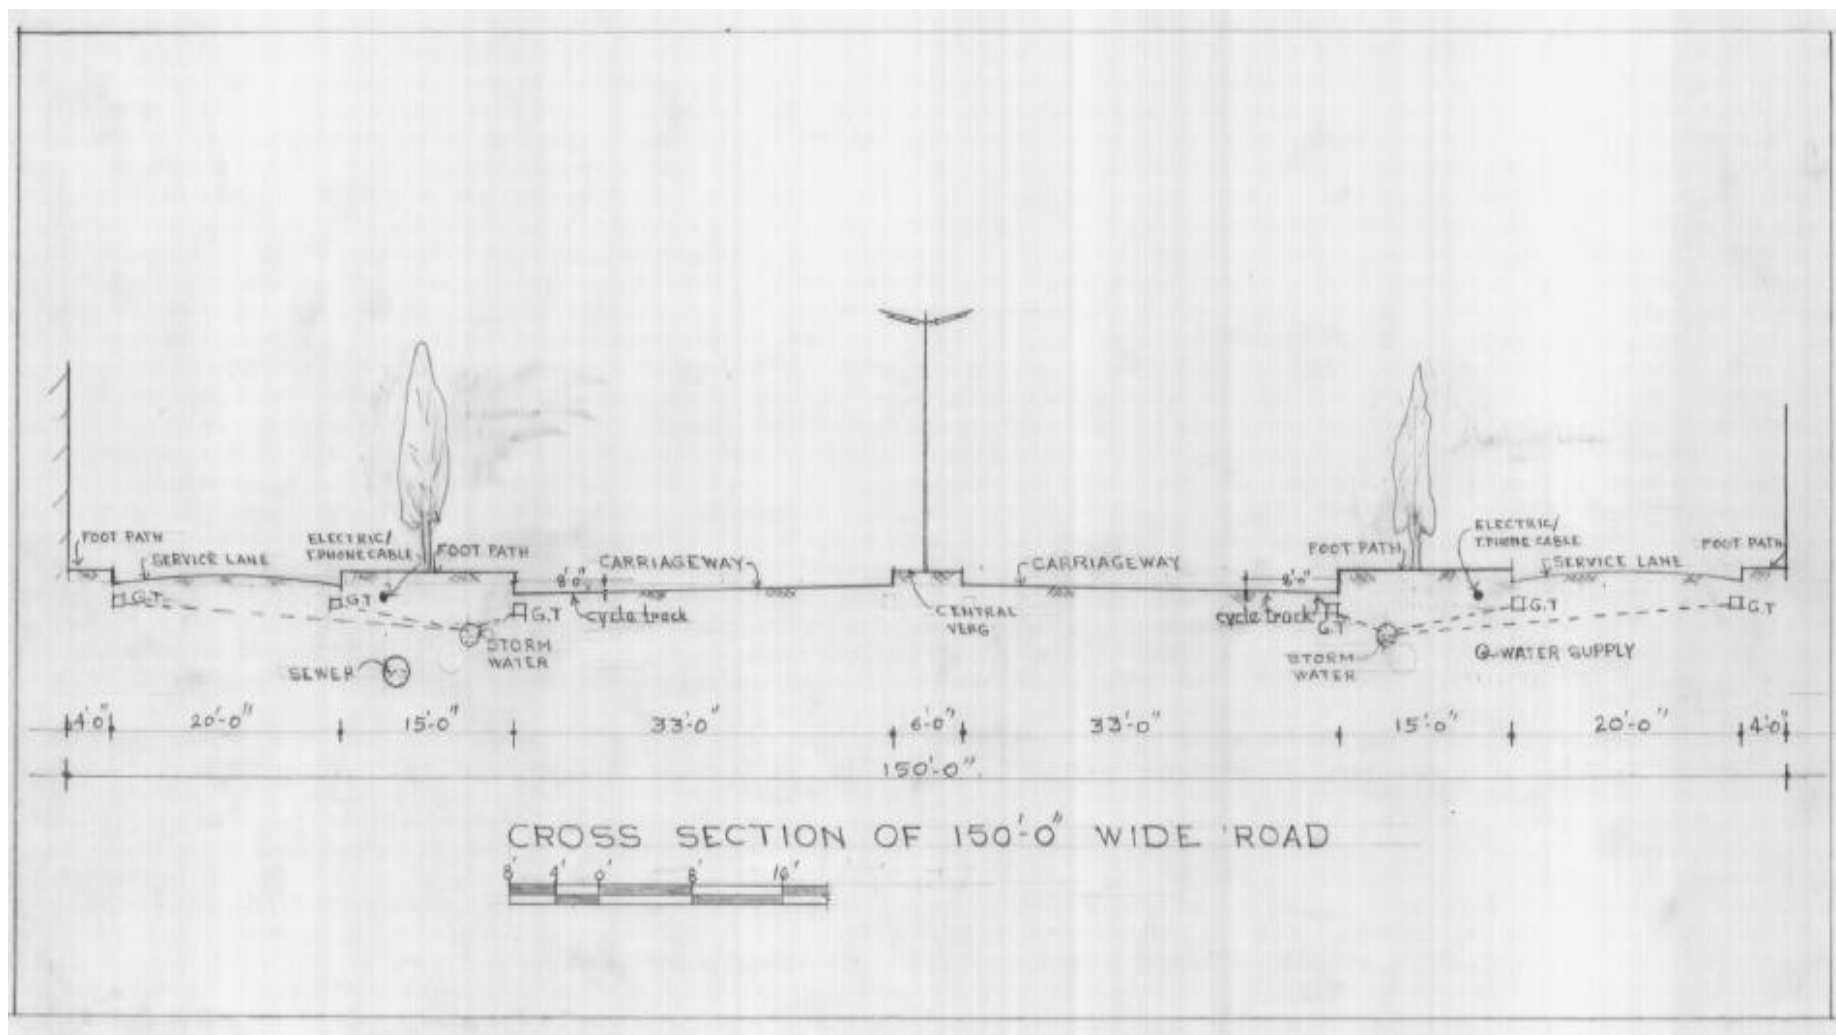 FOOT PATH
SERVICE LANE
ELECTRIC/
T.PHONE CABLE
FOOT PATH
8'-0"
CARRIAGEWAY
CARRIAGEWAY
8'-0"
FOOT PATH
ELECTRIC/
T.PHONE CABLE
SERVICE LANE
FOOT PATH
G.T
G.T
G.T
cycle track
CENTRAL
VERG
cycle track
G.T
G.T
G.T
STORM
WATER
SEWER
STORM
WATER
WATER SUPPLY
4'-0" 20'-0" 15'-0" 33'-0" 6'-0" 33'-0" 15'-0" 20'-0" 4'-0"
150'-0"
CROSS SECTION OF 150'-0" WIDE ROAD
8' 4' 0' 8' 16'